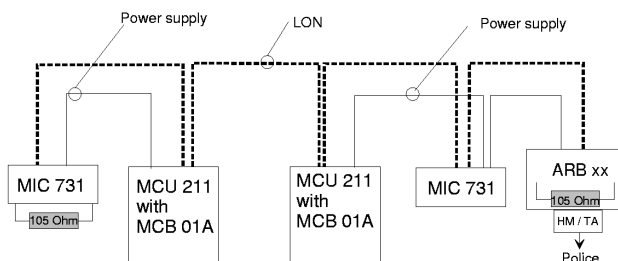 Power supply
LON
Power supply
MIC 731
105 Ohm
MCU 211
with
MCB 01A
MCU 211
with
MCB 01A
MIC 731
ARB xx
105 Ohm
HM / TA
Police